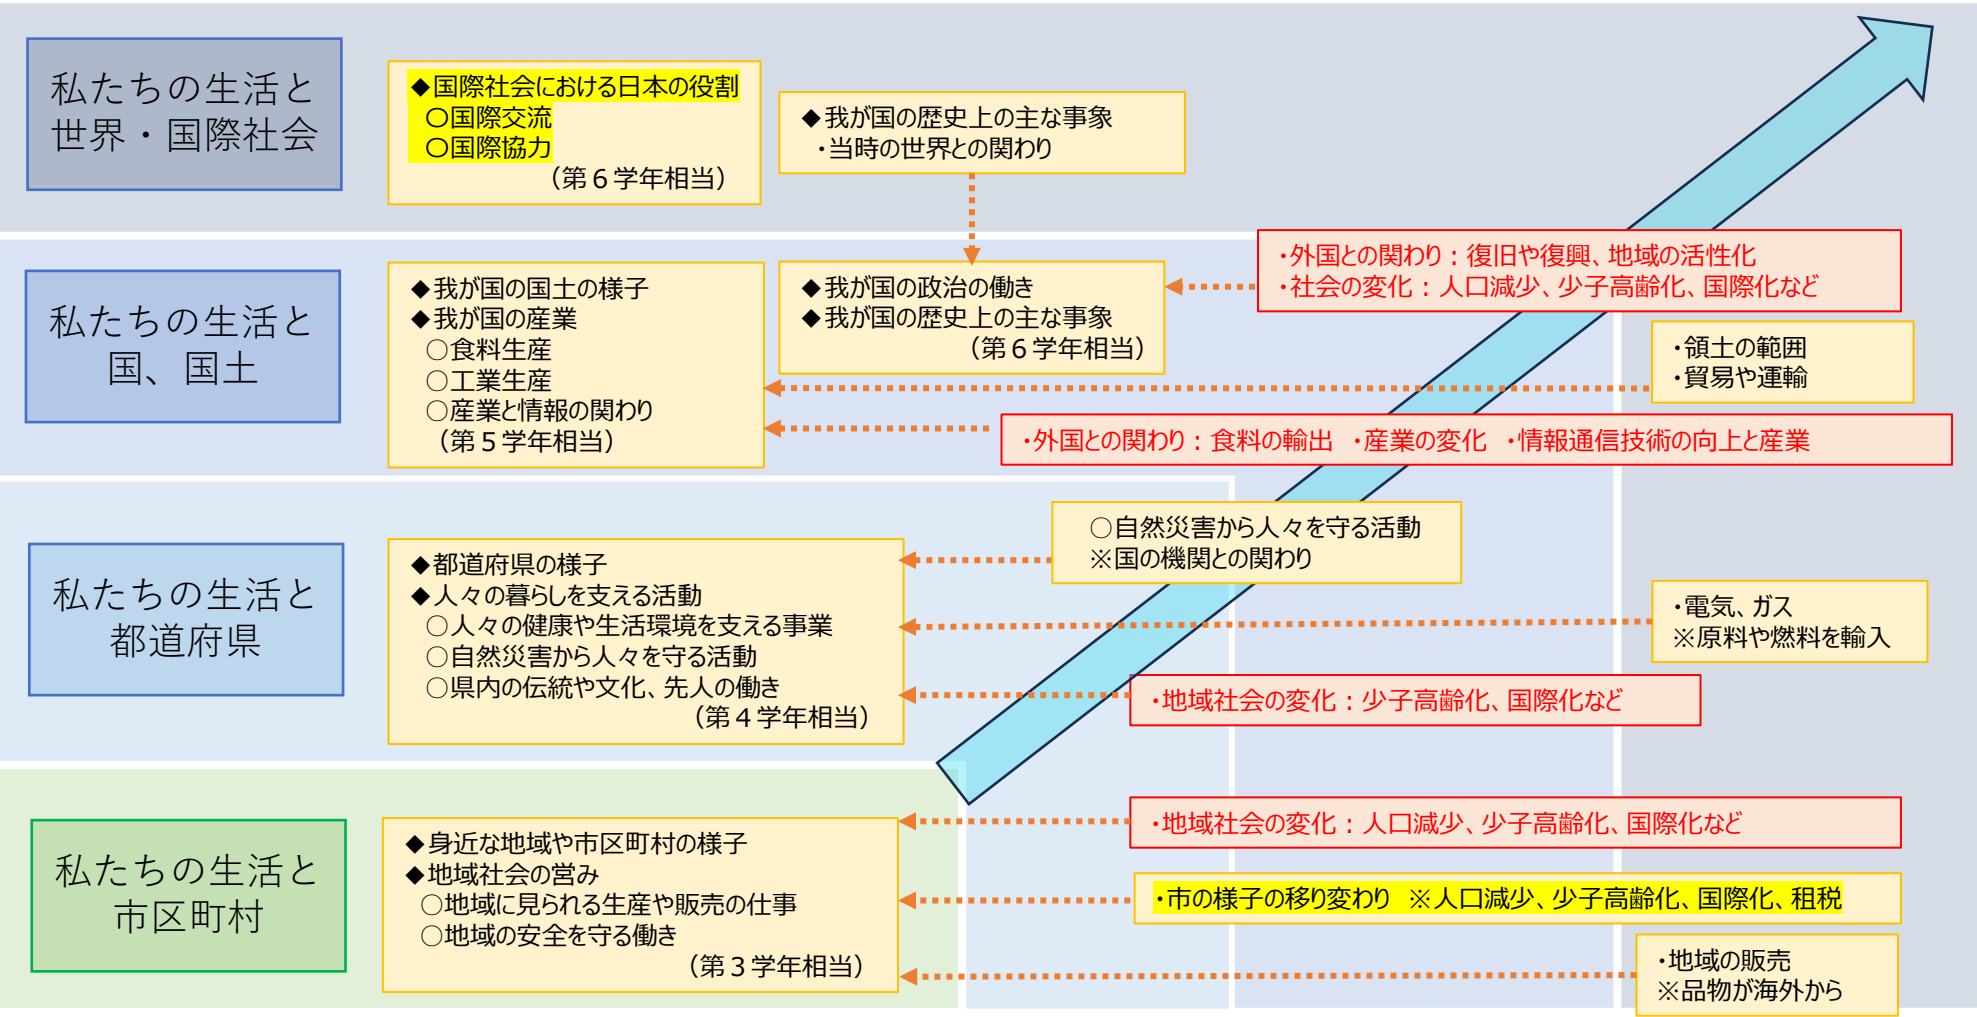 私たちの生活と
世界・国際社会
◆国際社会における日本の役割
〇国際交流
〇国際協力
（第６学年相当）
◆我が国の歴史上の主な事象
・当時の世界との関わり
私たちの生活と
国、国土
◆我が国の国土の様子
◆我が国の産業
○食料生産
○工業生産
○産業と情報の関わり
（第５学年相当）
◆我が国の政治の働き
◆我が国の歴史上の主な事象
（第６学年相当）
・外国との関わり：復旧や復興、地域の活性化
・社会の変化：人口減少、少子高齢化、国際化など
・領土の範囲
・貿易や運輸
・外国との関わり：食料の輸出　・産業の変化　・情報通信技術の向上と産業
私たちの生活と
都道府県
◆都道府県の様子
◆人々の暮らしを支える活動
○人々の健康や生活環境を支える事業
○自然災害から人々を守る活動
○県内の伝統や文化、先人の働き
（第４学年相当）
○自然災害から人々を守る活動
※国の機関との関わり
・電気、ガス
※原料や燃料を輸入
・地域社会の変化：少子高齢化、国際化など
私たちの生活と
市区町村
◆身近な地域や市区町村の様子
◆地域社会の営み
○地域に見られる生産や販売の仕事
○地域の安全を守る働き
（第３学年相当）
・地域社会の変化：人口減少、少子高齢化、国際化など
・市の様子の移り変わり　※人口減少、少子高齢化、国際化、租税
・地域の販売
※品物が海外から